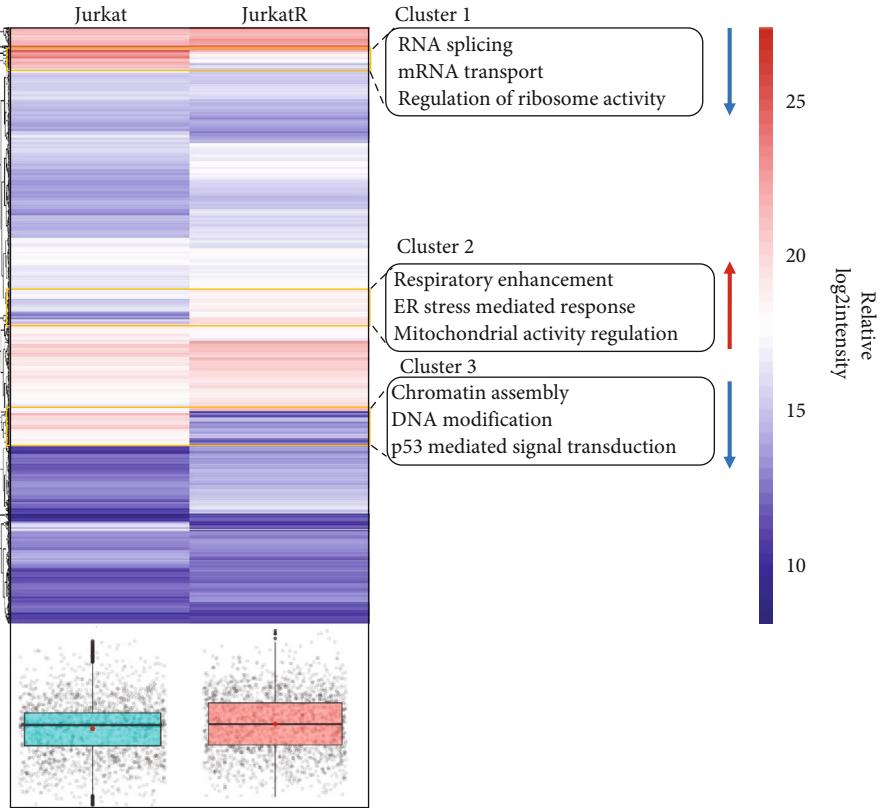 Jurkat
JurkatR
Cluster 1
RNA splicing
mRNA transport
Regulation of ribosome activity
Cluster 2
Respiratory enhancement
ER stress mediated response
Mitochondrial activity regulation
Cluster 3
Chromatin assembly
DNA modification
p53 mediated signal transduction
25
20
15
10
Relative
log2intensity